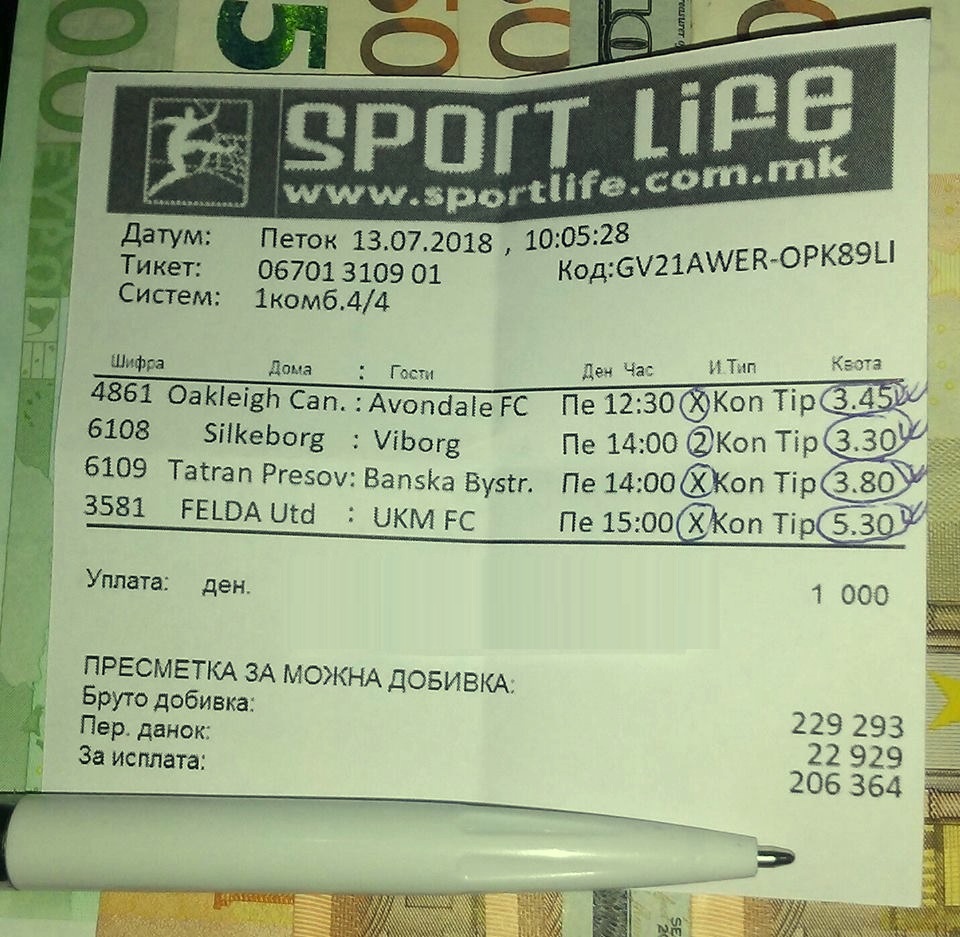 SPORT LiFe
www.sportlife.com.mk
Датум: Петок 13.07.2018 , 10:05:28
Тикет: 06701 3109 01 Код:GV21AWER-OPK89LI
Систем: 1комб.4/4
Шифра Дома : Гости Ден Час И.Тип Квота
4861 Oakleigh Can. : Avondale FC Пе 12:30 X Kon Tip 3.45
6108 Silkeborg : Viborg Пе 14:00 2 Kon Tip 3.30
6109 Tatran Presov: Banska Bystr. Пе 14:00 X Kon Tip 3.80
3581 FELDA Utd : UKM FC Пе 15:00 X Kon Tip 5.30
Уплата: ден. 1 000
ПРЕСМЕТКА ЗА МОЖНА ДОБИВКА:
Бруто добивка: 229 293
Пер. данок: 22 929
За исплата: 206 364